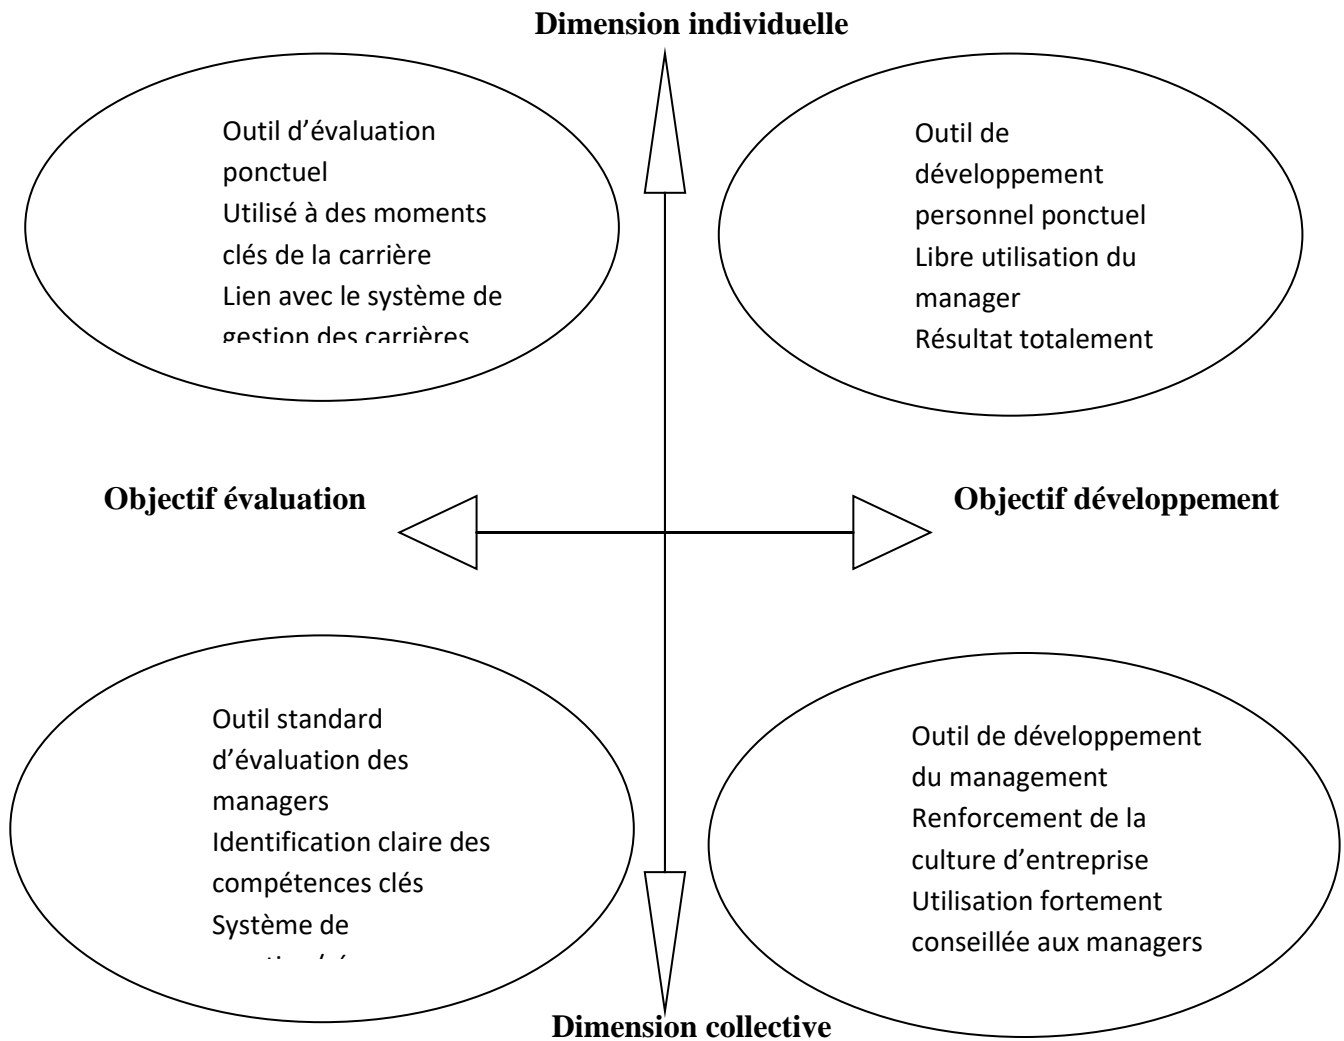 Dimension individuelle
Outil d’évaluation
ponctuel
Utilisé à des moments
clés de la carrière
Lien avec le système de
gestion des carrières
Outil de
développement
personnel ponctuel
Libre utilisation du
manager
Résultat totalement
Objectif évaluation
Objectif développement
Outil standard
d’évaluation des
managers
Identification claire des
compétences clés
Système de
Outil de développement
du management
Renforcement de la
culture d’entreprise
Utilisation fortement
conseillée aux managers
Dimension collective